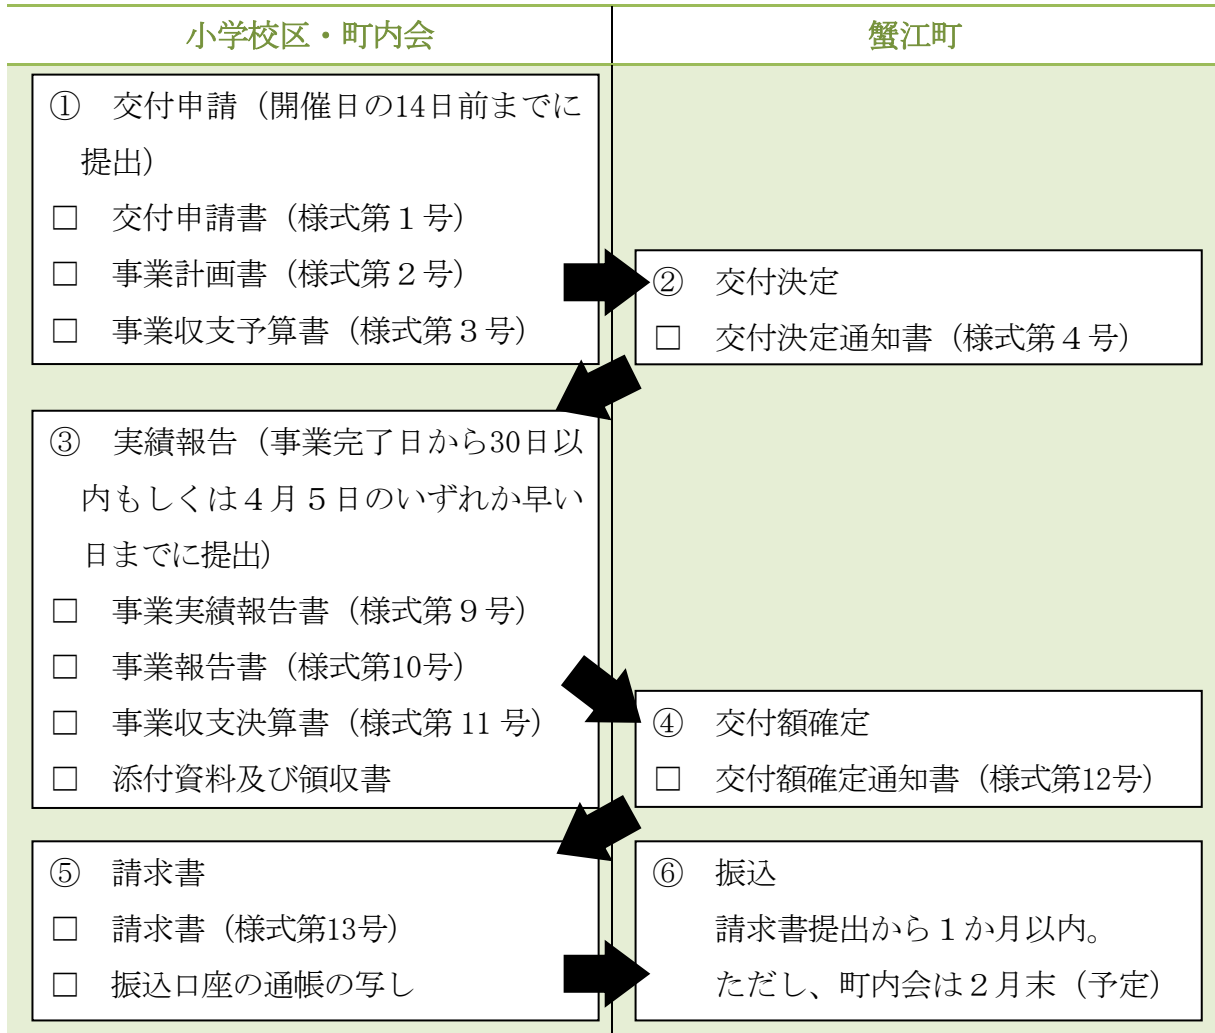 小学校区・町内会
蟹江町
① 交付申請（開催日の14日前までに
提出）
□ 交付申請書（様式第１号）
□ 事業計画書（様式第２号）
□ 事業収支予算書（様式第３号）
② 交付決定
□ 交付決定通知書（様式第４号）
③ 実績報告（事業完了日から30日以
内もしくは４月５日のいずれか早い
日までに提出）
□ 事業実績報告書（様式第９号）
□ 事業報告書（様式第10号）
□ 事業収支決算書（様式第 11 号）
□ 添付資料及び領収書
④ 交付額確定
□ 交付額確定通知書（様式第12号）
⑤ 請求書
□ 請求書（様式第13号）
□ 振込口座の通帳の写し
⑥ 振込
請求書提出から１か月以内。
ただし、町内会は２月末（予定）